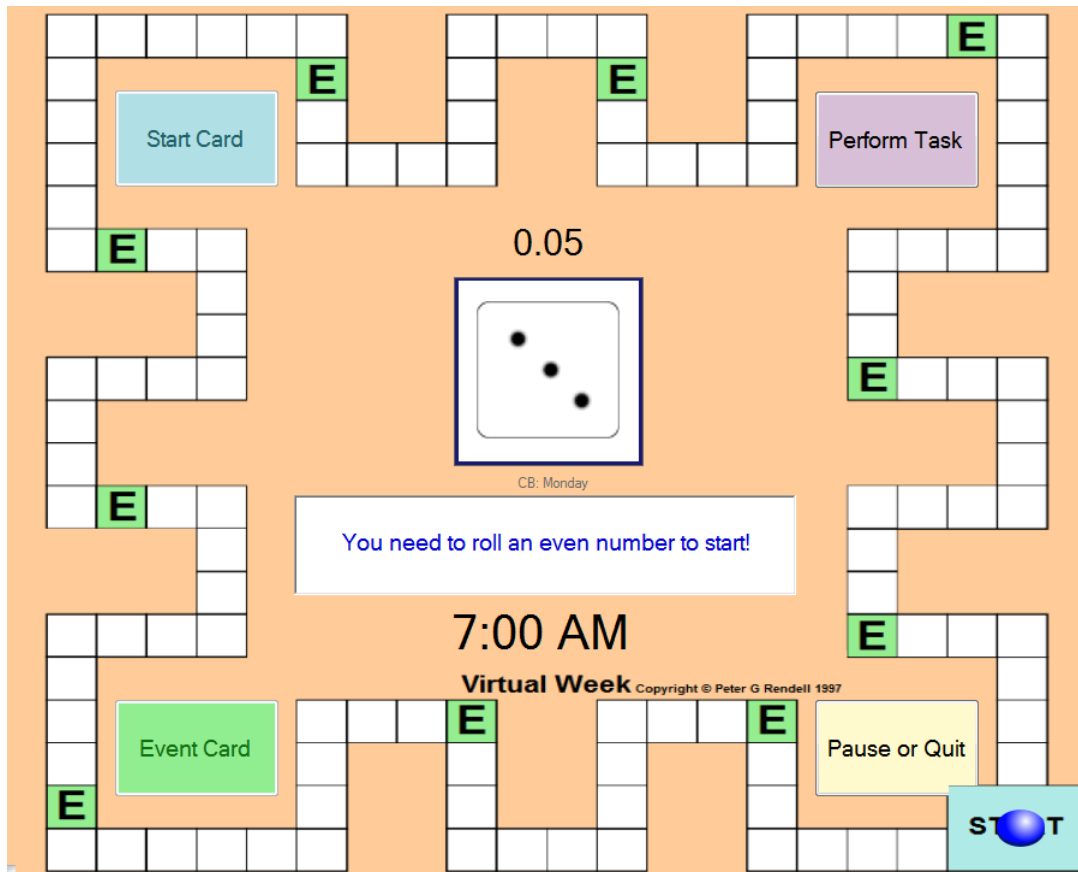 E
E
E
Start Card
Perform Task
0.05
E
E
CB: Monday
E
You need to roll an even number to start!
7:00 AM
E
Virtual Week Copyright © Peter G Rendell 1997
E
E
Event Card
Pause or Quit
E
START